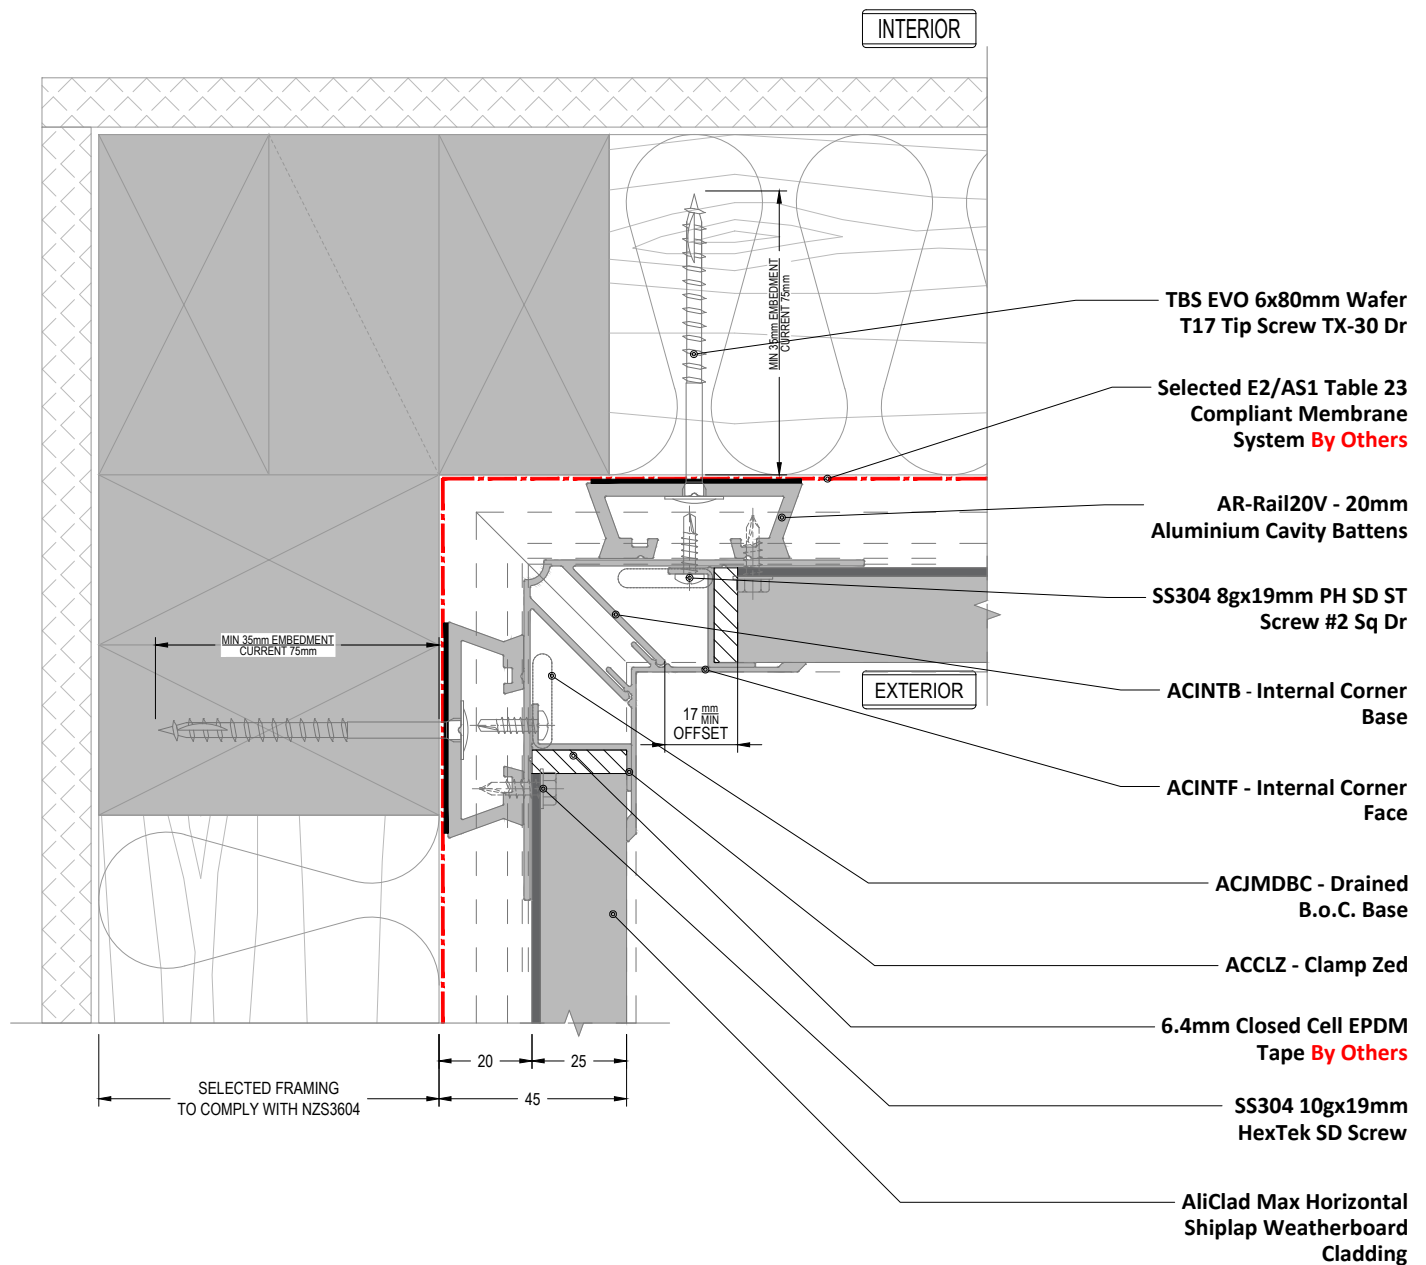 INTERIOR
MIN 35mm EMBEDMENT
CURRENT 75mm
TBS EVO 6x80mm Wafer
T17 Tip Screw TX-30 Dr
Selected E2/AS1 Table 23
Compliant Membrane
System By Others
AR-Rail20V - 20mm
Aluminium Cavity Battens
SS304 8gx19mm PH SD ST
Screw #2 Sq Dr
MIN 35mm EMBEDMENT
CURRENT 75mm
EXTERIOR
17 mm
MIN
OFFSET
ACINTB - Internal Corner
Base
ACINTF - Internal Corner
Face
ACJMDBC - Drained
B.o.C. Base
ACCLZ - Clamp Zed
6.4mm Closed Cell EPDM
Tape By Others
20
25
45
SELECTED FRAMING
TO COMPLY WITH NZS3604
SS304 10gx19mm
HexTek SD Screw
AliClad Max Horizontal
Shiplap Weatherboard
Cladding